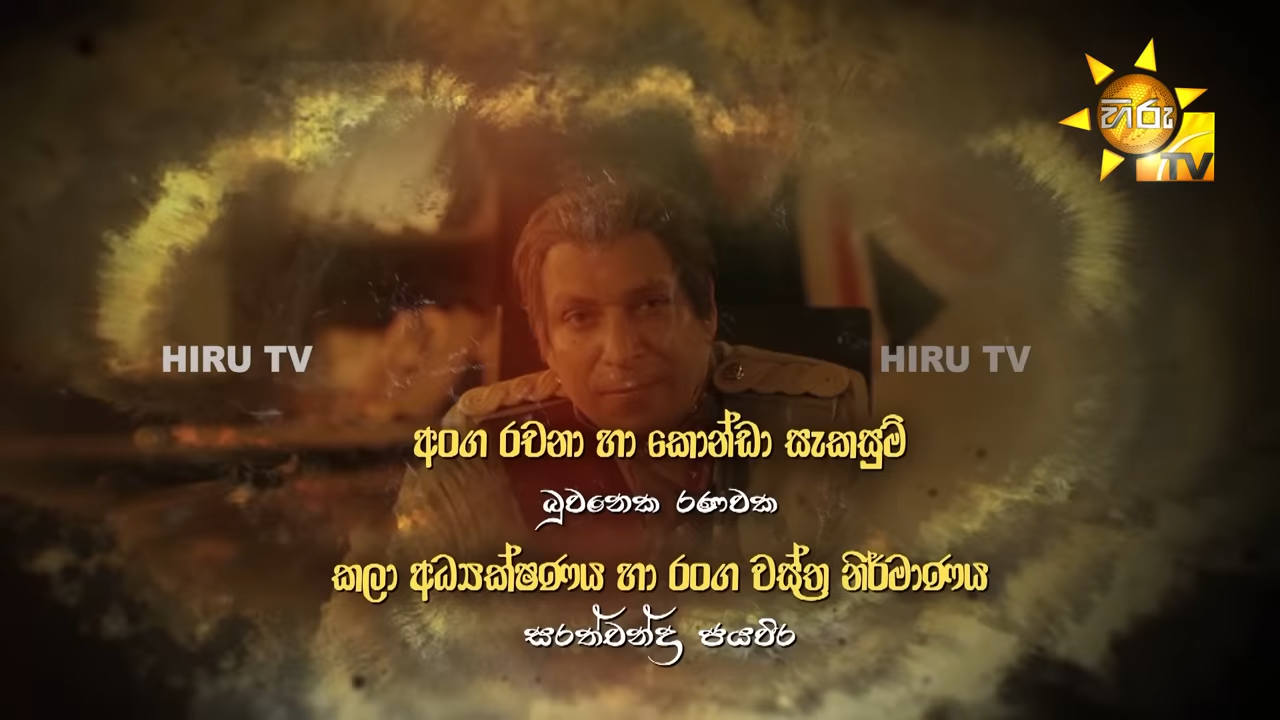 හිරු
TV
HIRU TV
HIRU TV
අංග රචනා හා කොන්ඩා සැකසුම්
බූවනෙක රණවක
කලා අධ්‍යක්ෂණය හා රංග වස්ත්‍ර නිර්මාණය
සරත්චන්ද්‍ර ජයවීර